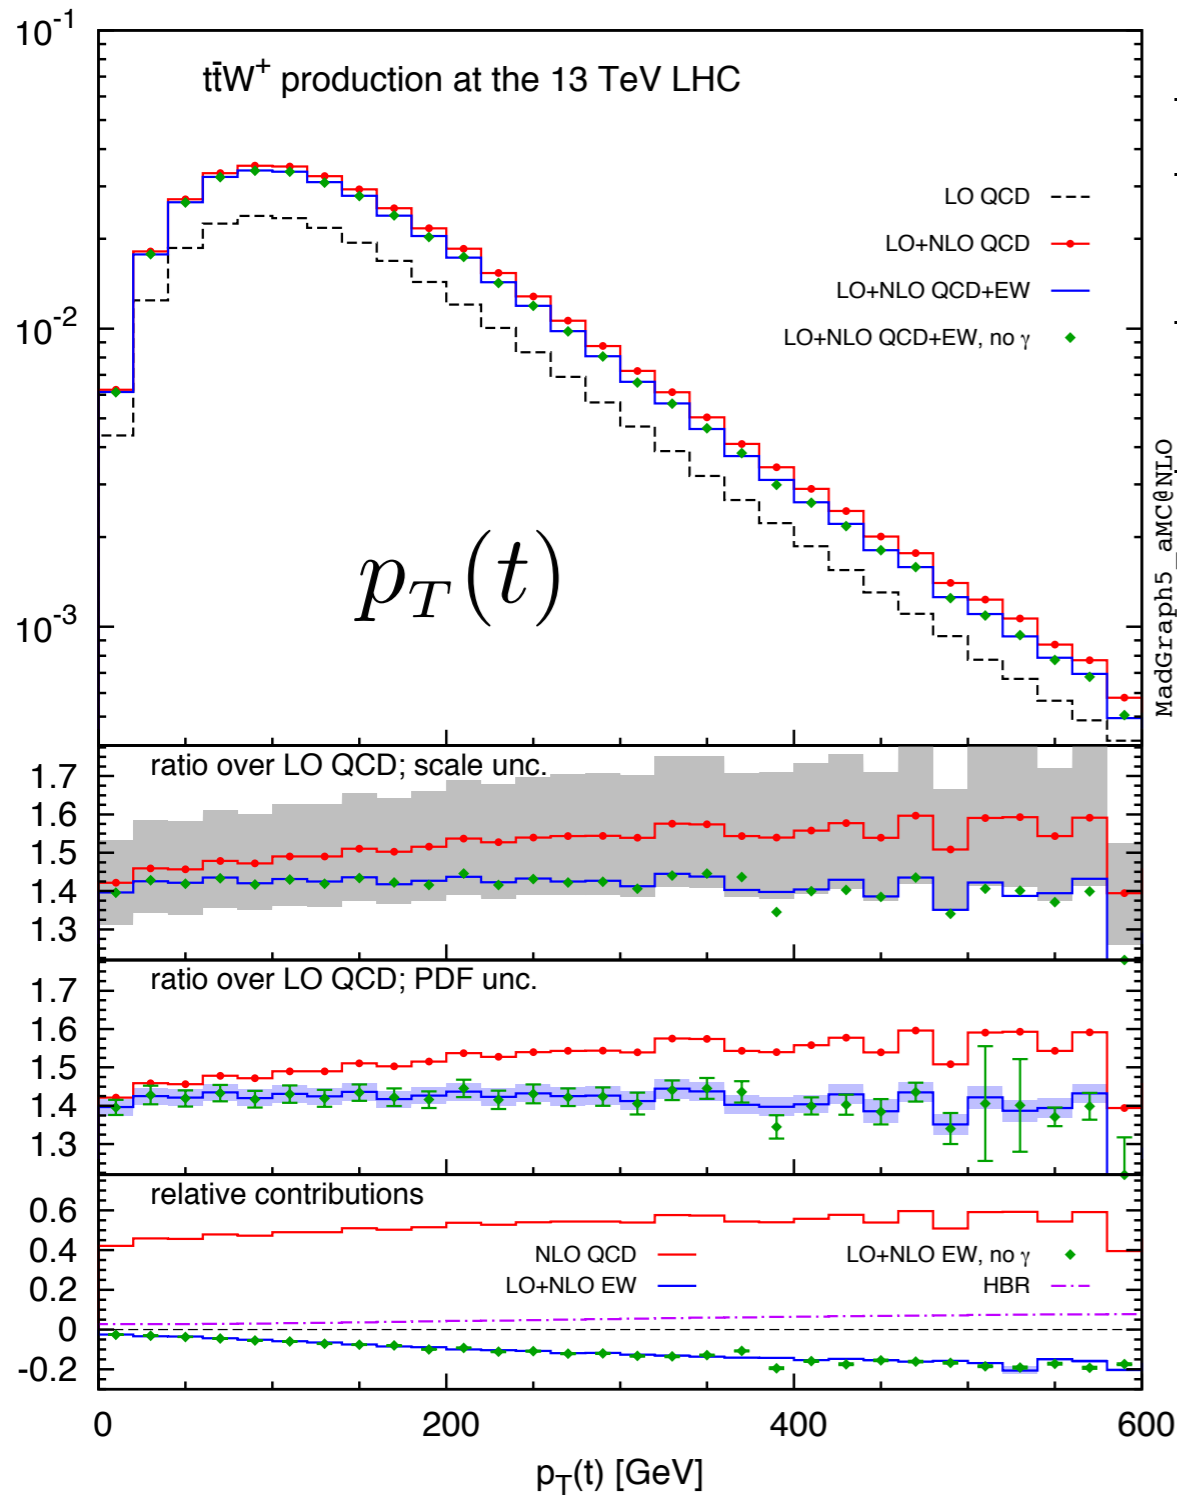 10⁻¹
tt̄W⁺ production at the 13 TeV LHC
LO QCD
LO+NLO QCD
LO+NLO QCD+EW
LO+NLO QCD+EW, no γ
10⁻²
p_T(t)
10⁻³
MadGraph5_aMC@NLO
ratio over LO QCD; scale unc.
1.7
1.6
1.5
1.4
1.3
ratio over LO QCD; PDF unc.
1.7
1.6
1.5
1.4
1.3
relative contributions
0.6
0.4
0.2
0
-0.2
NLO QCD
LO+NLO EW, no γ
LO+NLO EW
HBR
0 200 400 600
p_T(t) [GeV]